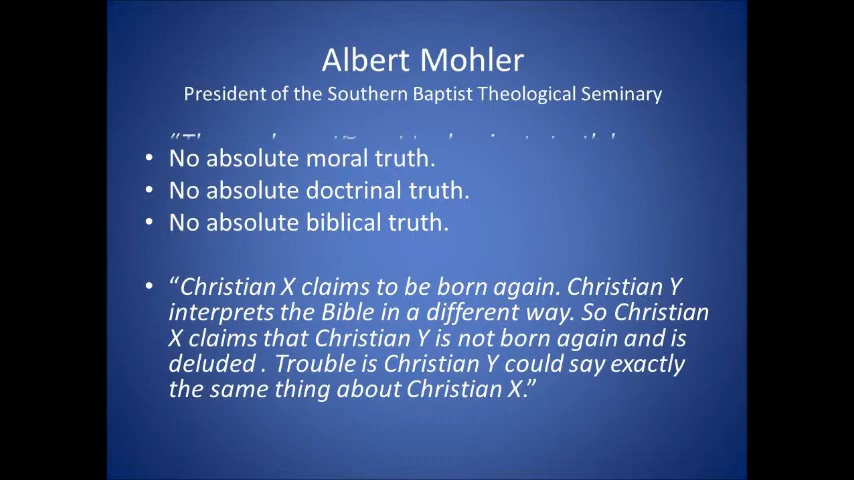 Albert Mohler
President of the Southern Baptist Theological Seminary
• No absolute moral truth.
• No absolute doctrinal truth.
• No absolute biblical truth.
• “Christian X claims to be born again. Christian Y
interprets the Bible in a different way. So Christian
X claims that Christian Y is not born again and is
deluded . Trouble is Christian Y could say exactly
the same thing about Christian X.”